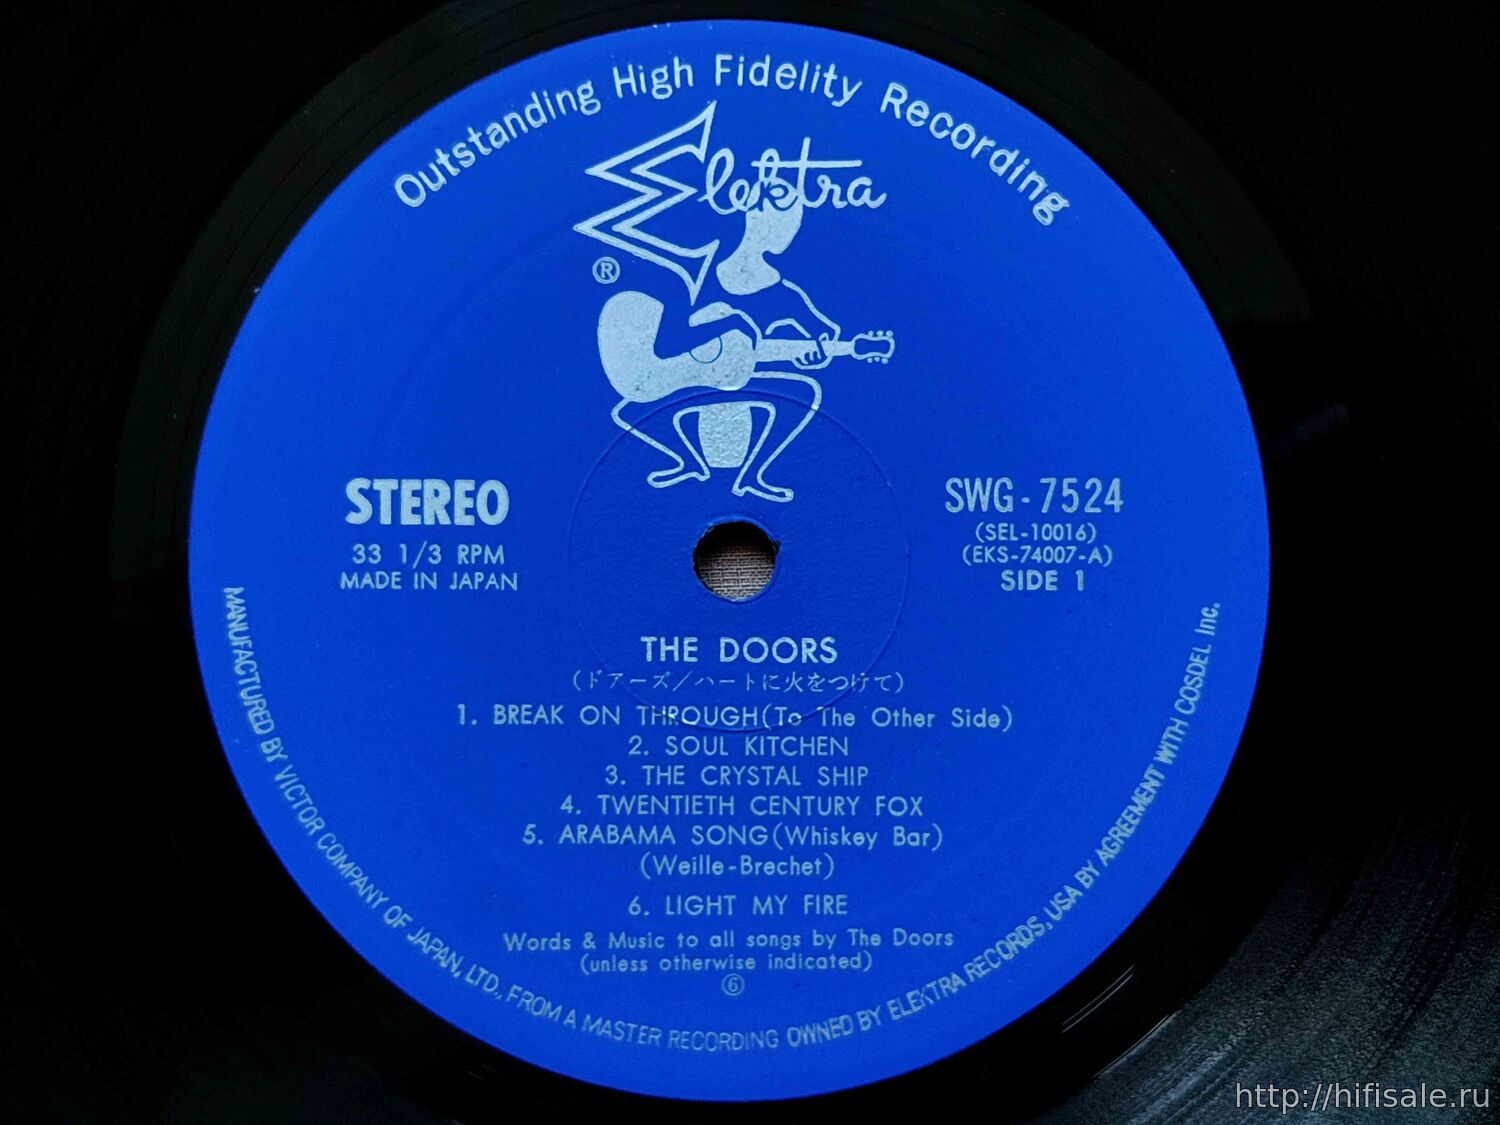 Outstanding High Fidelity Recording
Elektra
®
STEREO
33 1/3 RPM
MADE IN JAPAN
SWG-7524
(SEL-10016)
(EKS-74007-A)
SIDE 1
THE DOORS
(ドアーズ/ハートに火をつけて)
1. BREAK ON THROUGH(To The Other Side)
2. SOUL KITCHEN
3. THE CRYSTAL SHIP
4. TWENTIETH CENTURY FOX
5. ARABAMA SONG(Whiskey Bar)
(Weille-Brechet)
6. LIGHT MY FIRE
Words & Music to all songs by The Doors
(unless otherwise indicated)
⑥
MANUFACTURED BY VICTOR COMPANY OF JAPAN, LTD., FROM A MASTER RECORDING OWNED BY ELEKTRA RECORDS, USA BY AGREEMENT WITH COSDEL Inc.
http://hifisale.ru